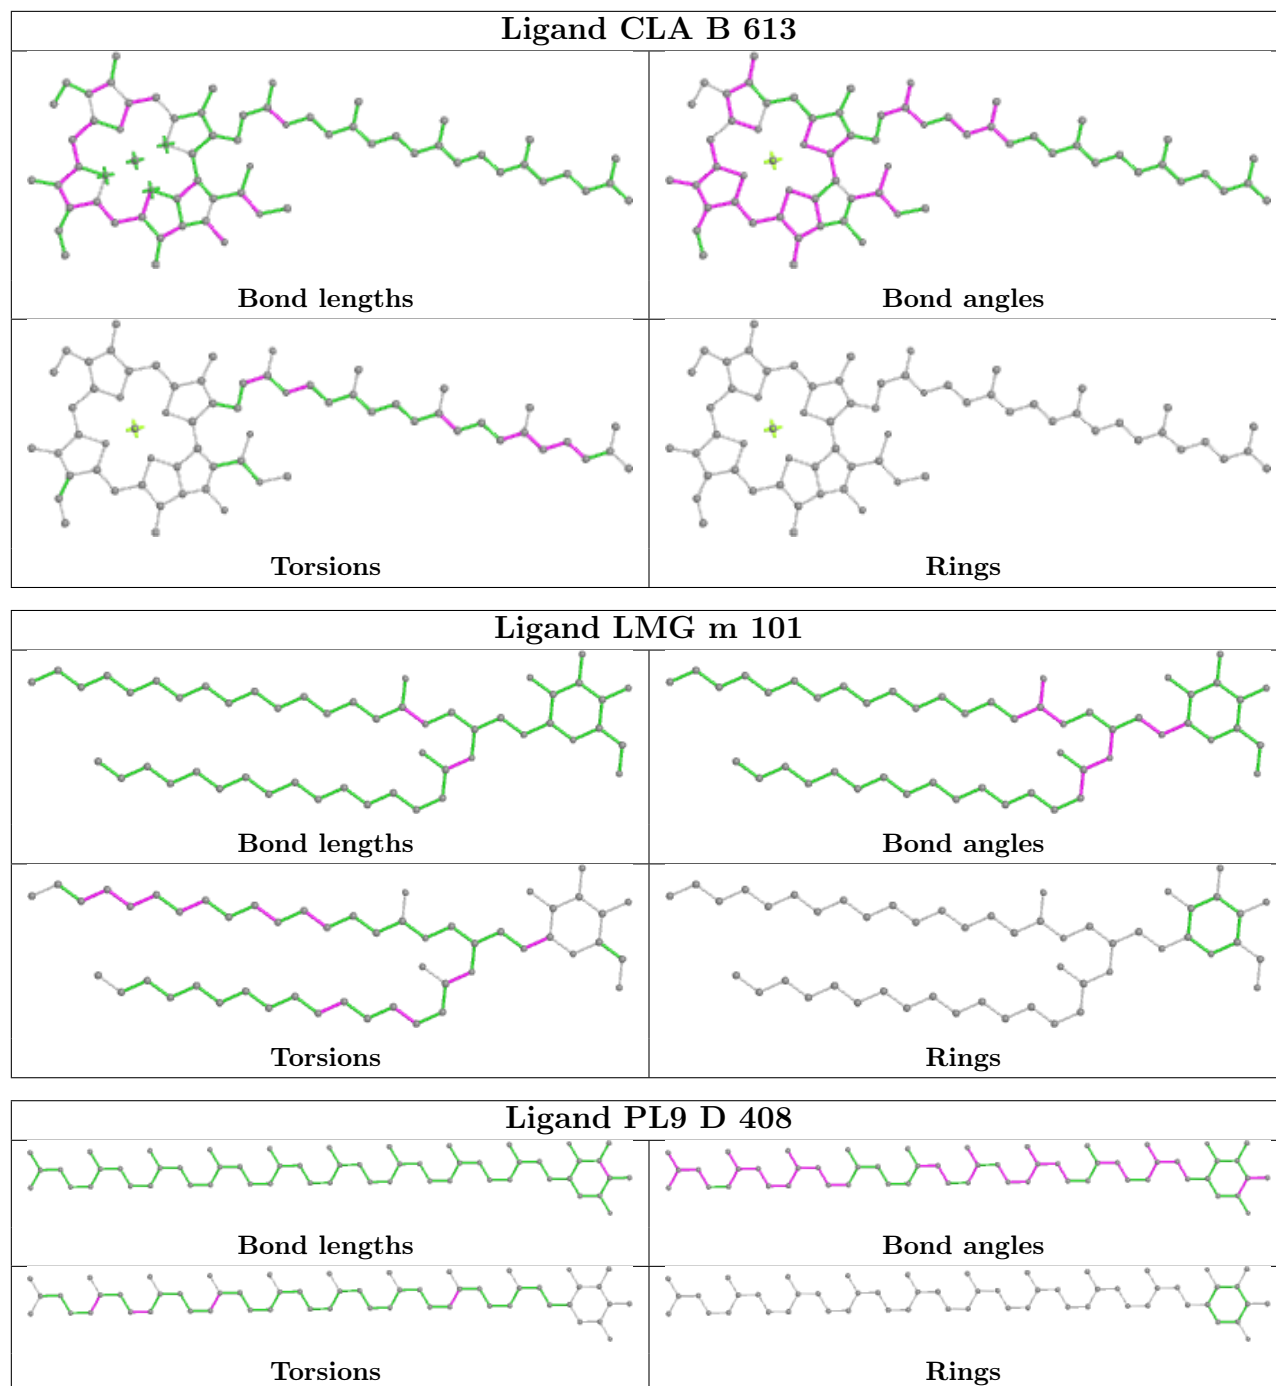 Ligand CLA B 613
Bond lengths
Bond angles
Torsions
Rings
Ligand LMG m 101
Bond lengths
Bond angles
Torsions
Rings
Ligand PL9 D 408
Bond lengths
Bond angles
Torsions
Rings